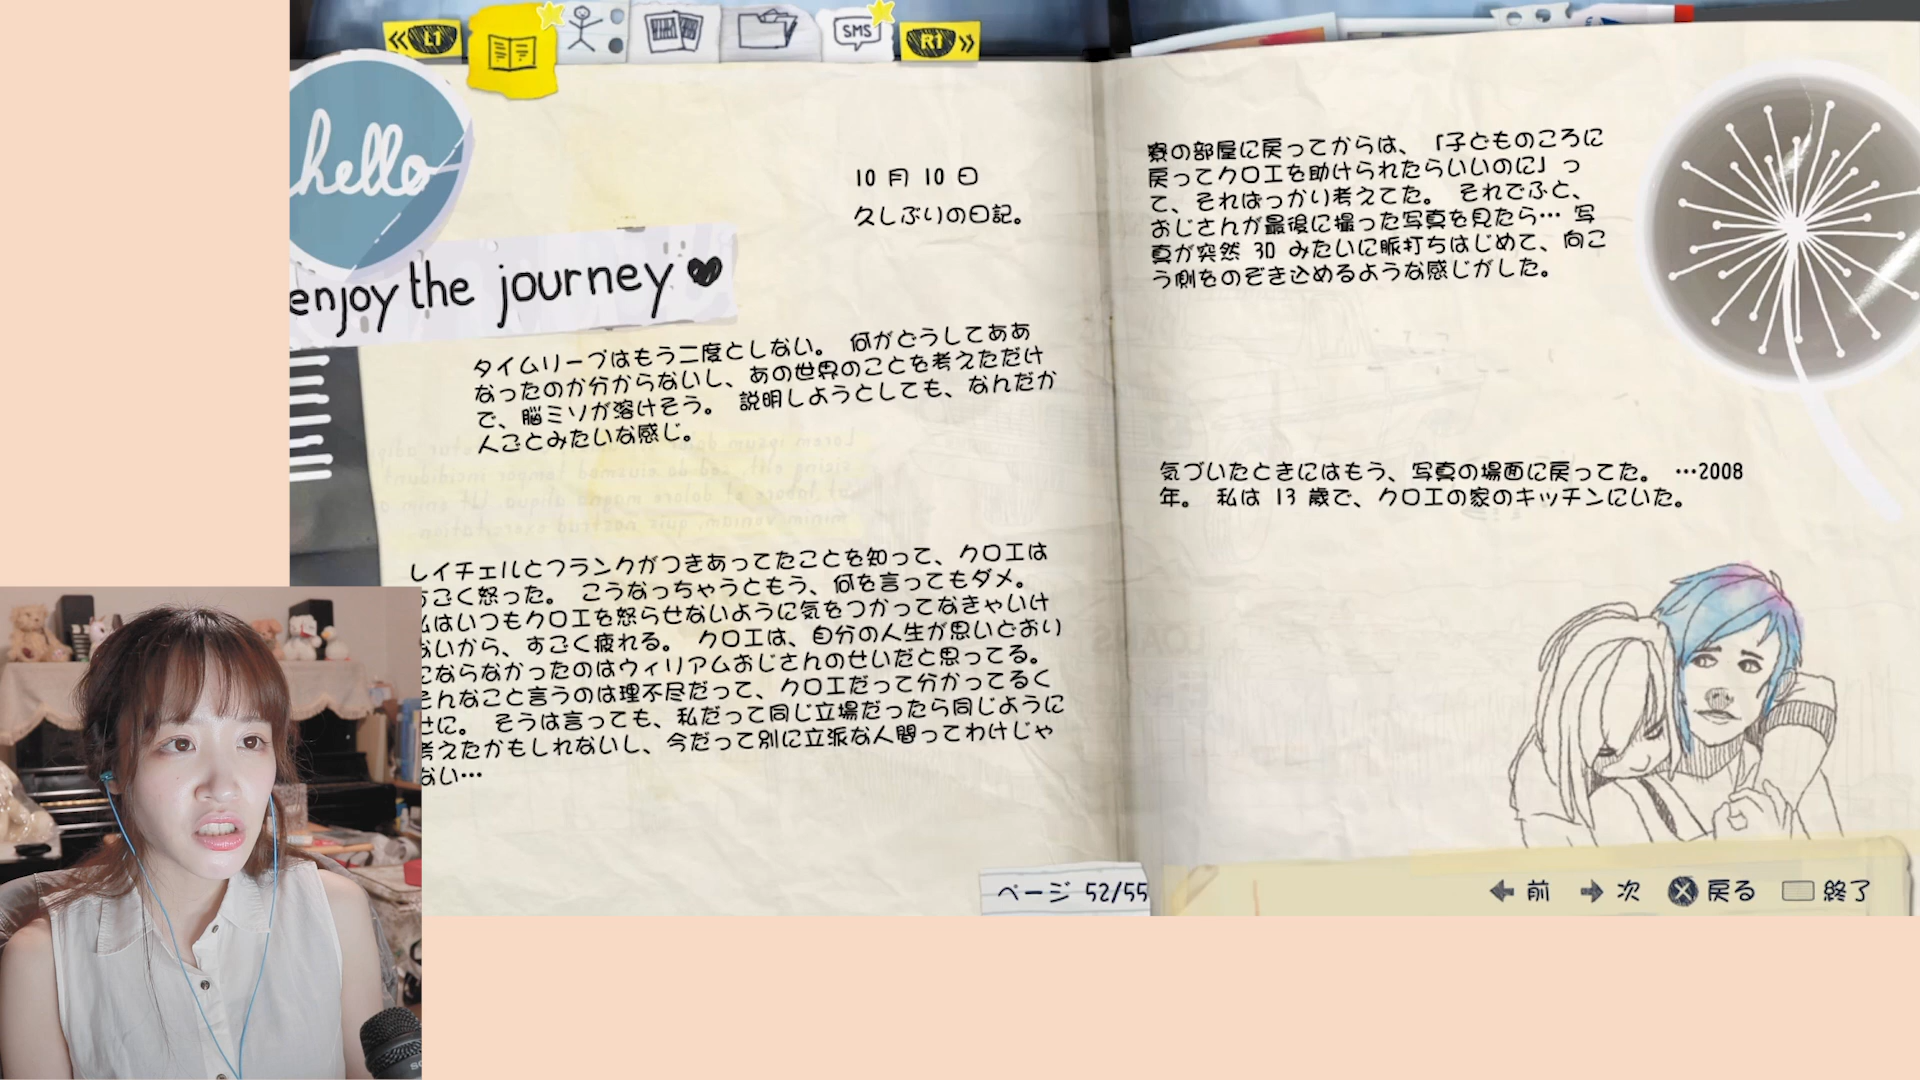 L1
SMS
R1
hello
enjoy the journey
10 月 10 日
久しぶりの日記。
タイムリープはもう二度としない。 何がどうしてああ
なったのか分からないし、あの世界のことを考えただけ
で、脳ミソが溶けそう。 説明しようとしても、なんだか
人ごとみたいな感じ。
レイチェルとフランクがつきあってたことを知って、クロエは
すごく怒った。 こうなっちゃうともう、何を言ってもダメ。
私はいつもクロエを怒らせないように気をつかってなきゃいけ
ないから、すごく疲れる。 クロエは、自分の人生が思いどおり
にならなかったのはウィリアムおじさんのせいだと思ってる。
そんなこと言うのは理不尽だって、クロエだって分かってるく
せに。 そうは言っても、私だって同じ立場だったら同じように
考えたかもしれないし、今だって別に立派な人間ってわけじゃ
ない…
寮の部屋に戻ってからは、「子どものころに
戻ってクロエを助けられたらいいのに」っ
て、そればっかり考えてた。 それでふと、
おじさんが最後に撮った写真を見たら… 写
真が突然 3D みたいに脈打ちはじめて、向こ
う側をのぞき込めるような感じがした。
気づいたときにはもう、写真の場面に戻ってた。 …2008
年。 私は 13 歳で、クロエの家のキッチンにいた。
ページ 52/55
前 次 戻る 終了